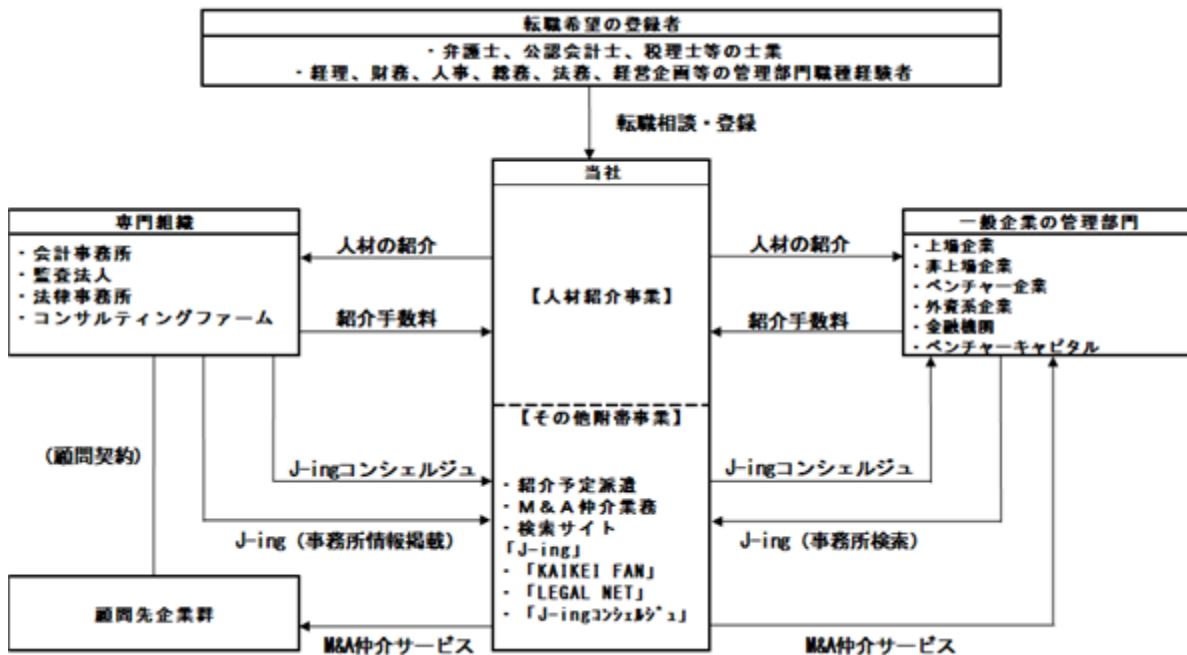 転職希望の登録者
・弁護士、公認会計士、税理士等の士業
・経理、財務、人事、総務、法務、経営企画等の管理部門職種経験者
転職相談・登録
当社
専門組織
・会計事務所
・監査法人
・法律事務所
・コンサルティングファーム
人材の紹介
紹介手数料
【人材紹介事業】
人材の紹介
紹介手数料
一般企業の管理部門
・上場企業
・非上場企業
・ベンチャー企業
・外資系企業
・金融機関
・ベンチャーキャピタル
【その他附帯事業】
・紹介予定派遣
・M&A仲介業務
・検索サイト
「J-ing」
・「KAIKEI FAN」
・「LEGAL NET」
・「J-ingｺﾝｼｪﾙｼﾞｭ」
(顧問契約)
J-ingコンシェルジュ
J-ing（事務所情報掲載）
J-ingコンシェルジュ
J-ing（事務所検索）
顧問先企業群
M&A仲介サービス
M&A仲介サービス